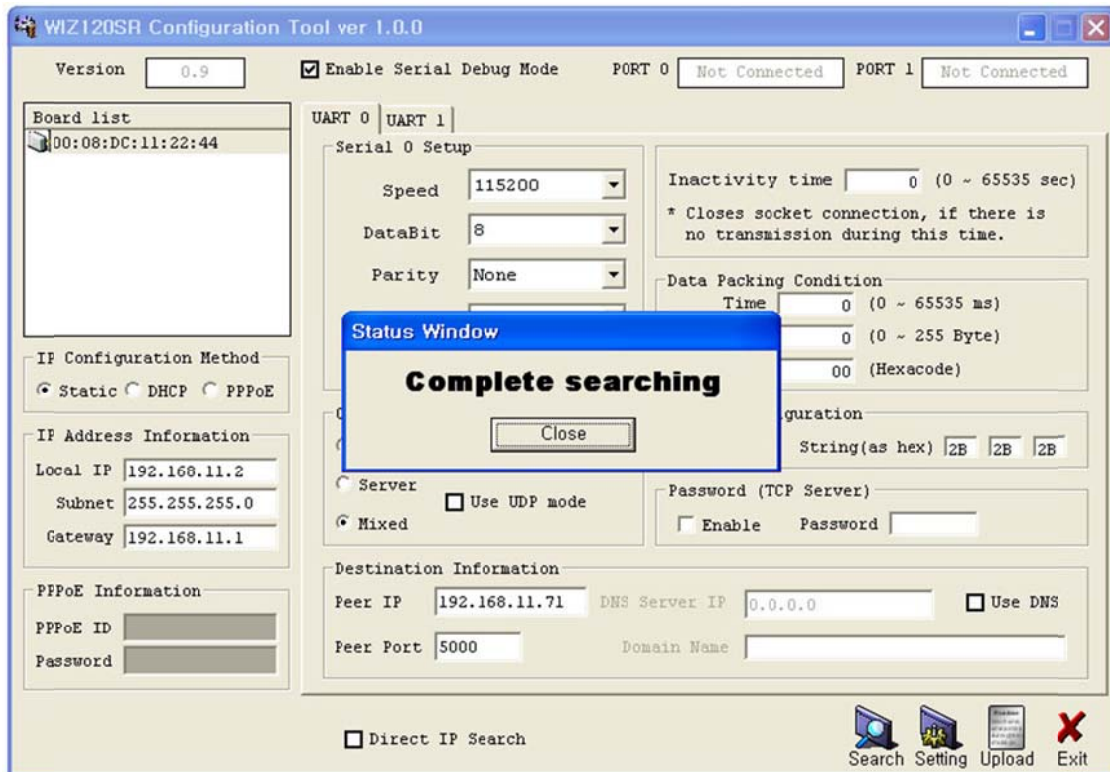 WIZ120SR Configuration Tool ver 1.0.0
Version 0.9
Enable Serial Debug Mode
PORT 0 Not Connected
PORT 1 Not Connected
Board list
00:08:DC:11:22:44
IP Configuration Method
Static DHCP PPPoE
IP Address Information
Local IP 192.168.11.2
Subnet 255.255.255.0
Gateway 192.168.11.1
PPPoE Information
PPPoE ID
Password
UART 0 UART 1
Serial 0 Setup
Speed 115200
DataBit 8
Parity None
Inactivity time 0 (0 ~ 65535 sec)
* Closes socket connection, if there is
no transmission during this time.
Data Packing Condition
Time 0 (0 ~ 65535 ms)
0 (0 ~ 255 Byte)
00 (Hexacode)
Status Window
Complete searching
Close
String(as hex) 2B 2B 2B
Server
Use UDP mode
Mixed
Password (TCP Server)
Enable Password
Destination Information
Peer IP 192.168.11.71
DNS Server IP 0.0.0.0
Use DNS
Peer Port 5000
Domain Name
Direct IP Search
Search Setting Upload Exit